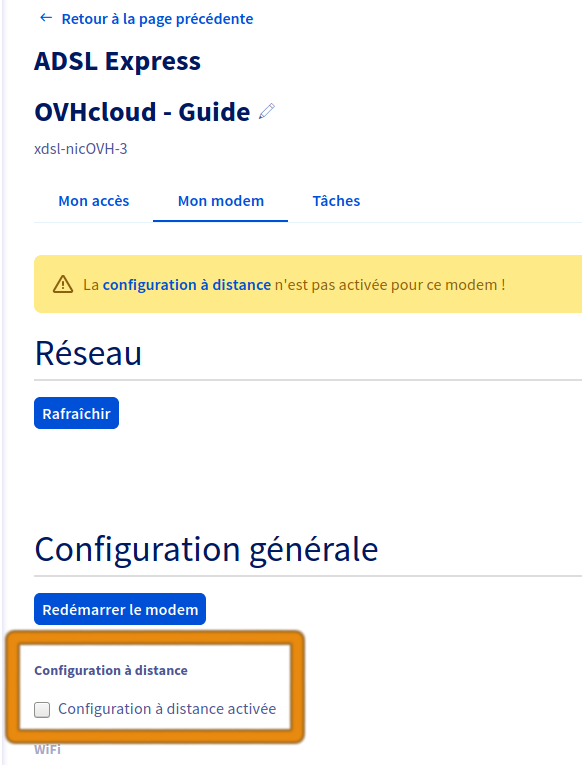 ← Retour à la page précédente
ADSL Express
OVHcloud - Guide
xdsl-nicOVH-3
Mon accès Mon modem Tâches
La configuration à distance n'est pas activée pour ce modem !
Réseau
Rafraîchir
Configuration générale
Redémarrer le modem
Configuration à distance
Configuration à distance activée
WiFi